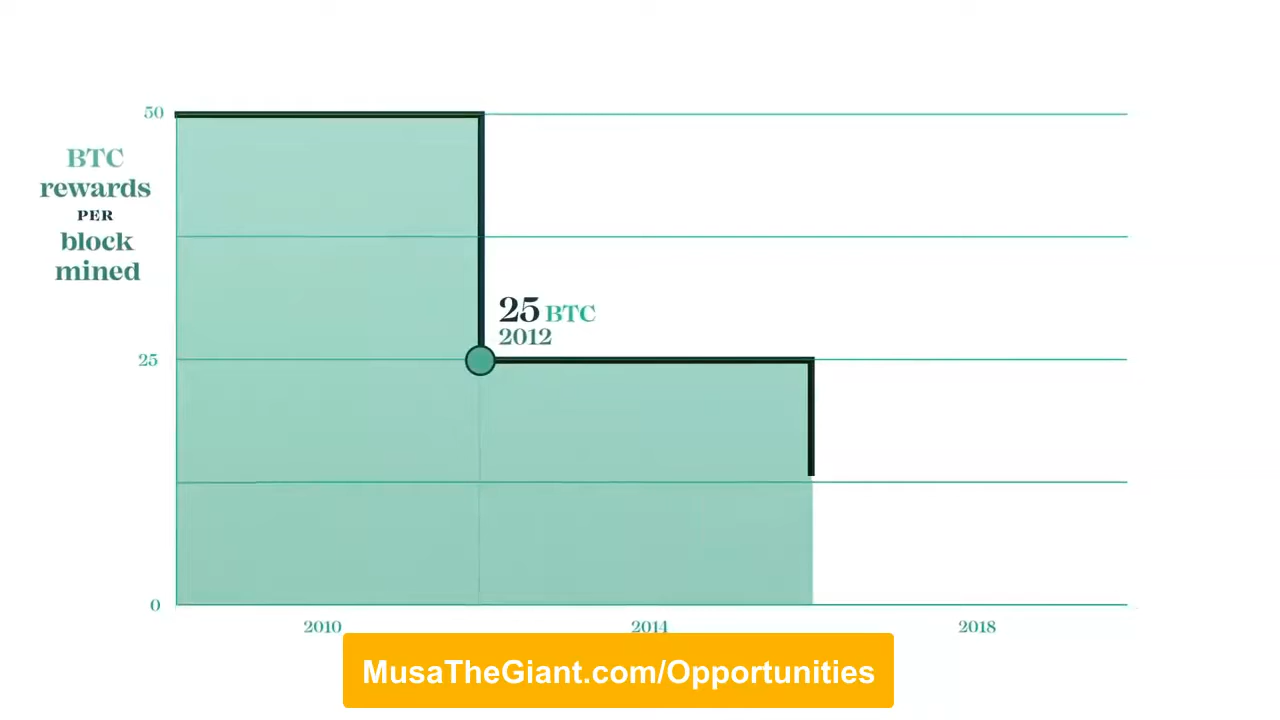 50
BTC
rewards
PER
block
mined
25 BTC
2012
25
0
2010 2014 2018
MusaTheGiant.com/Opportunities